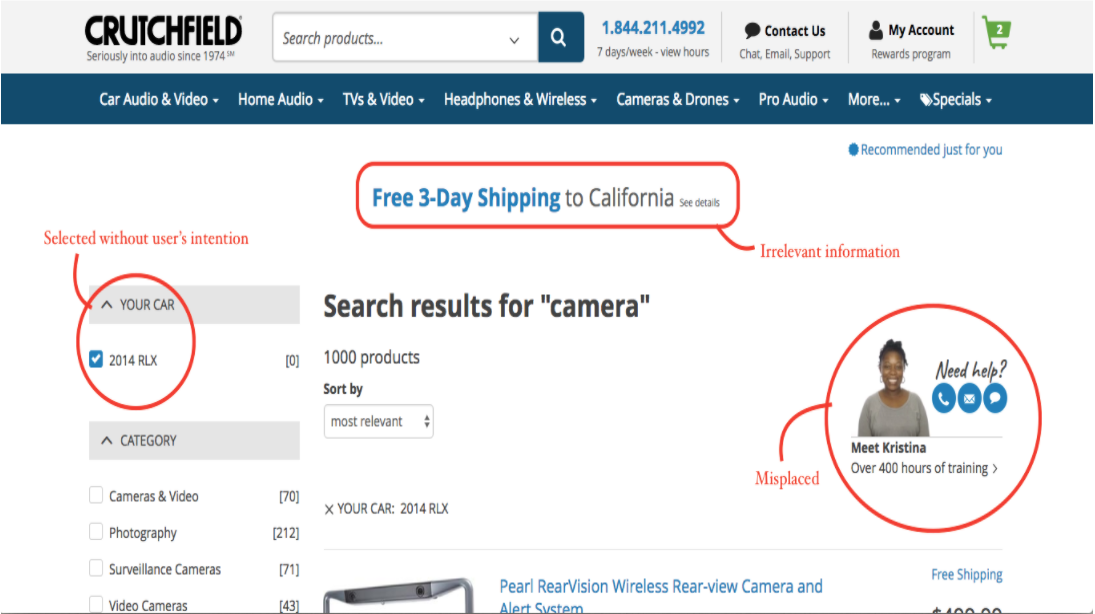 CRUTCHFIELD
Seriously into audio since 1974 SM
Search products...
1.844.211.4992
7 days/week - view hours
Contact Us
Chat, Email, Support
My Account
Rewards program
2
Car Audio & Video
Home Audio
TVs & Video
Headphones & Wireless
Cameras & Drones
Pro Audio
More...
Specials
Recommended just for you
Free 3-Day Shipping to California See details
Selected without user's intention
Irrelevant information
YOUR CAR
2014 RLX [0]
CATEGORY
Cameras & Video [70]
Photography [212]
Surveillance Cameras [71]
Video Cameras [43]
Search results for "camera"
1000 products
Sort by
most relevant
Need help?
Meet Kristina
Over 400 hours of training >
Misplaced
× YOUR CAR: 2014 RLX
Pearl RearVision Wireless Rear-view Camera and
Alert System
Free Shipping